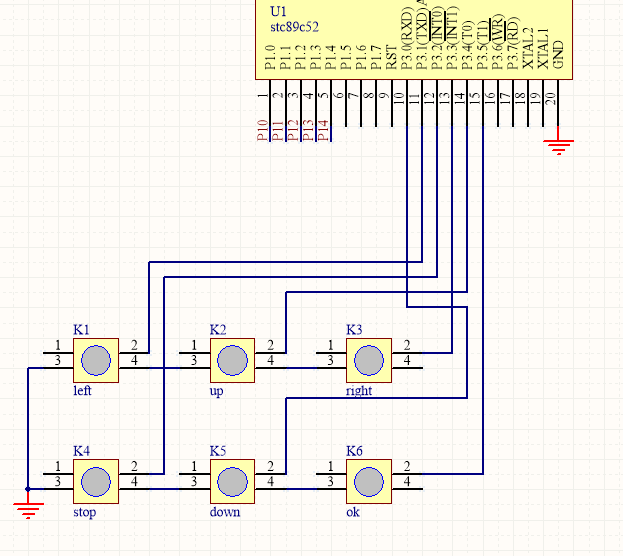 U1
stc89c52
P1.0
P1.1
P1.2
P1.3
P1.4
P1.5
P1.6
P1.7
RST
P3.0(RXD)
P3.1(TXD)
P3.2(INT0)
P3.3(INT1)
P3.4(T0)
P3.5(T1)
P3.6(WR)
P3.7(RD)
XTAL2
XTAL1
GND
1 2 3 4 5 6 7 8 9 10 11 12 13 14 15 16 17 18 19 20
P10 P11 P12 P13 P14
K1 K2 K3
1 2 1 2 1 2
3 4 3 4 3 4
left up right
K4 K5 K6
1 2 1 2 1 2
3 4 3 4 3 4
stop down ok